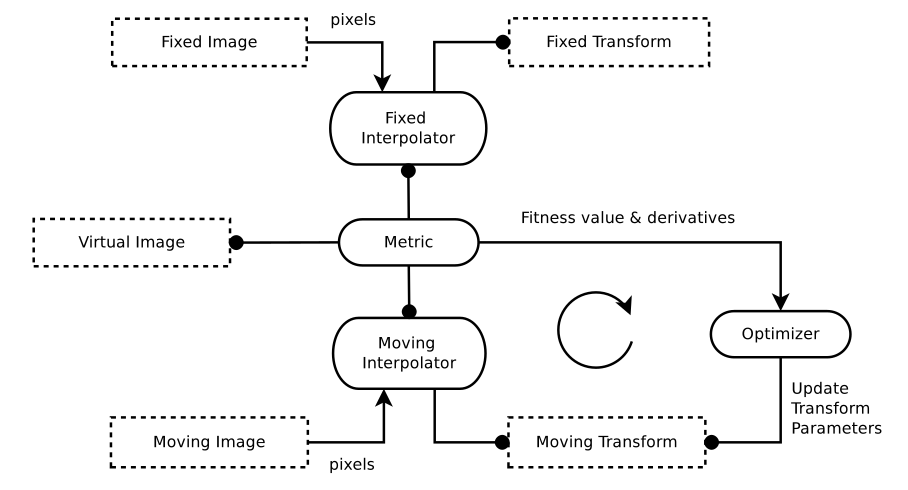 pixels
Fixed Image
Fixed Transform
Fixed
Interpolator
Fitness value & derivatives
Virtual Image
Metric
Optimizer
Moving
Interpolator
Update
Transform
Parameters
Moving Image
Moving Transform
pixels